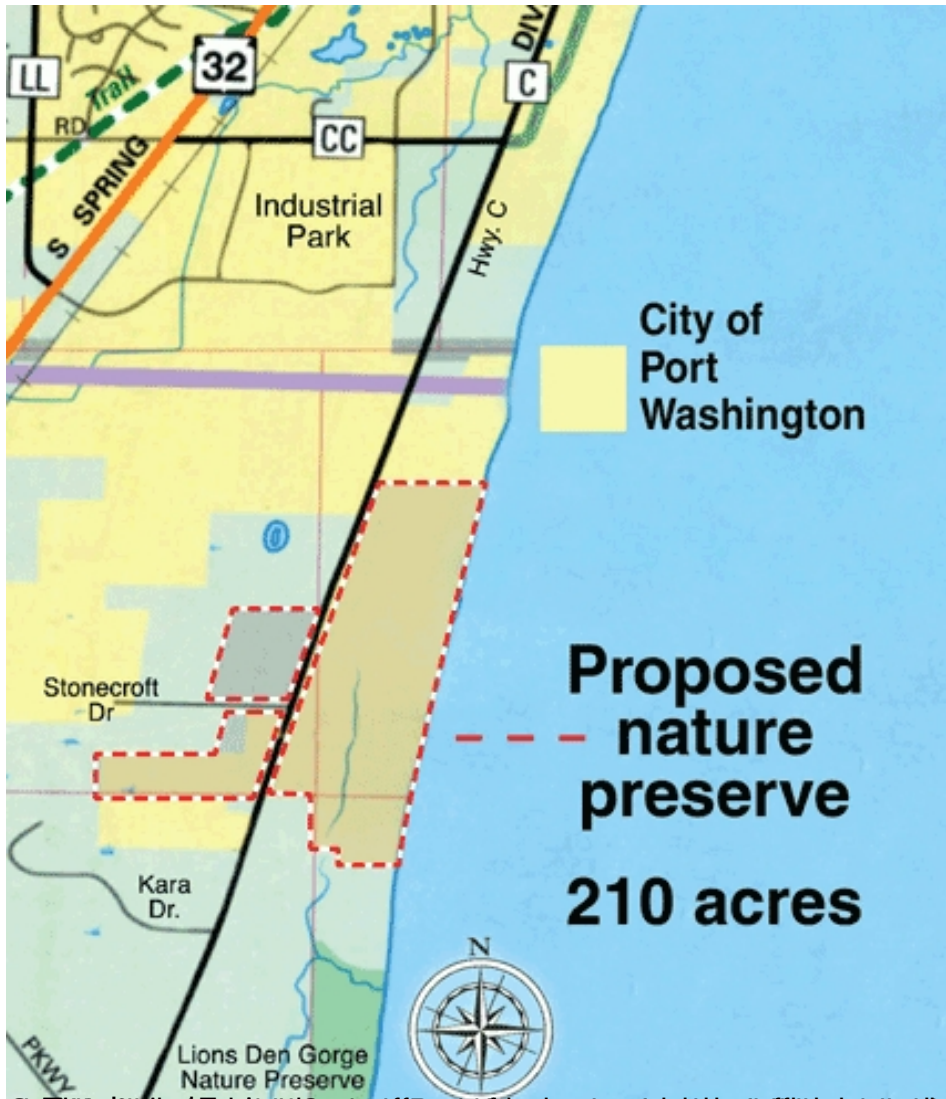 DIV
LL
32
C
Trail
RD
CC
S SPRING
Industrial
Park
Hwy. C
City of
Port
Washington
Proposed
nature
preserve
210 acres
Stonecroft
Dr
Kara
Dr.
N
PKWY
Lions Den Gorge
Nature Preserve